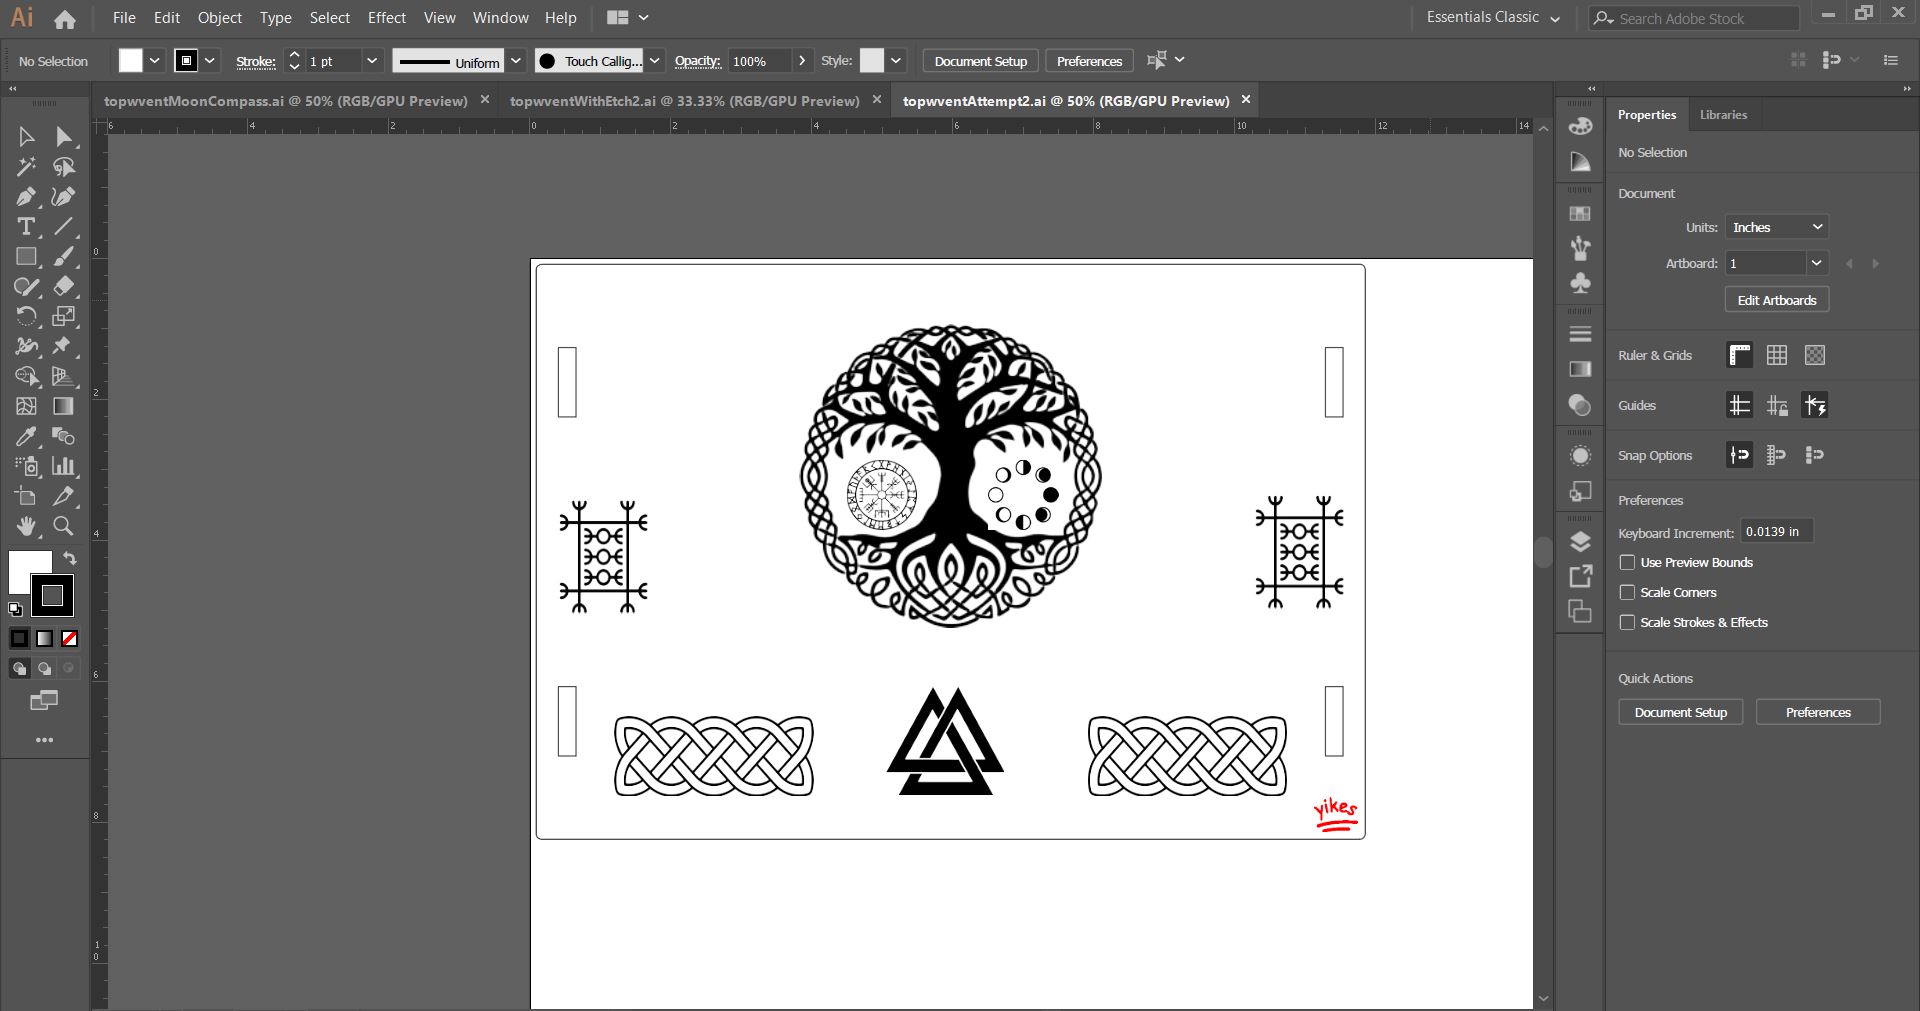 Ai File Edit Object Type Select Effect View Window Help Essentials Classic Search Adobe Stock
No Selection Stroke: 1 pt Uniform Touch Callig... Opacity: 100% Style: Document Setup Preferences
topwventMoonCompass.ai @ 50% (RGB/GPU Preview) topwventWithEtch2.ai @ 33.33% (RGB/GPU Preview) topwventAttempt2.ai @ 50% (RGB/GPU Preview)
6 4 2 0 2 4 6 8 10 12 14
0
2
4
6
8
1
0
yikes
Properties Libraries
No Selection
Document
Units: Inches
Artboard: 1
Edit Artboards
Ruler & Grids
Guides
Snap Options
Preferences
Keyboard Increment: 0.0139 in
Use Preview Bounds
Scale Corners
Scale Strokes & Effects
Quick Actions
Document Setup Preferences